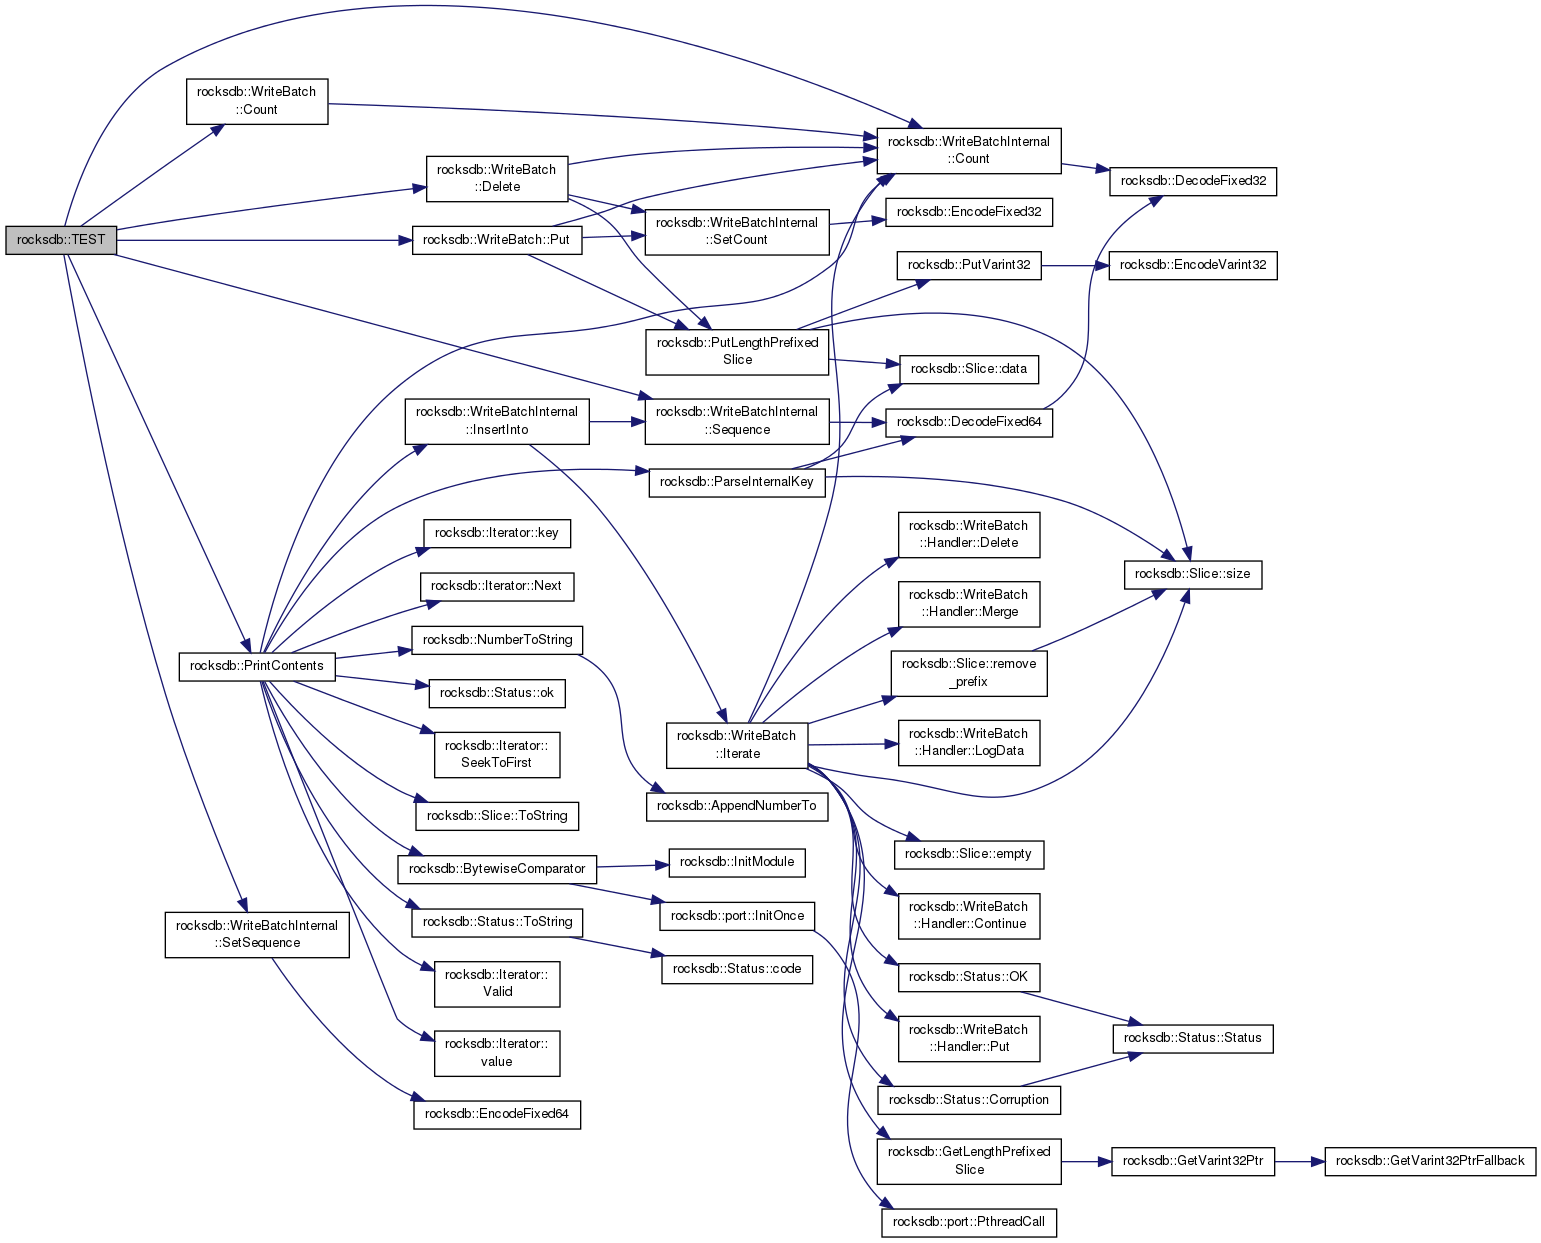 rocksdb::TEST
rocksdb::WriteBatch
::Count
rocksdb::WriteBatch
::Delete
rocksdb::WriteBatch::Put
rocksdb::PrintContents
rocksdb::WriteBatchInternal
::SetSequence
rocksdb::WriteBatchInternal
::InsertInto
rocksdb::Iterator::key
rocksdb::Iterator::Next
rocksdb::NumberToString
rocksdb::Status::ok
rocksdb::Iterator::
SeekToFirst
rocksdb::Slice::ToString
rocksdb::BytewiseComparator
rocksdb::Status::ToString
rocksdb::Iterator::
Valid
rocksdb::Iterator::
value
rocksdb::EncodeFixed64
rocksdb::WriteBatchInternal
::SetCount
rocksdb::PutLengthPrefixed
Slice
rocksdb::WriteBatchInternal
::Sequence
rocksdb::ParseInternalKey
rocksdb::WriteBatch
::Iterate
rocksdb::AppendNumberTo
rocksdb::InitModule
rocksdb::port::InitOnce
rocksdb::Status::code
rocksdb::WriteBatchInternal
::Count
rocksdb::EncodeFixed32
rocksdb::PutVarint32
rocksdb::Slice::data
rocksdb::DecodeFixed64
rocksdb::WriteBatch
::Handler::Delete
rocksdb::WriteBatch
::Handler::Merge
rocksdb::Slice::remove
_prefix
rocksdb::WriteBatch
::Handler::LogData
rocksdb::Slice::empty
rocksdb::WriteBatch
::Handler::Continue
rocksdb::Status::OK
rocksdb::WriteBatch
::Handler::Put
rocksdb::Status::Corruption
rocksdb::GetLengthPrefixed
Slice
rocksdb::port::PthreadCall
rocksdb::DecodeFixed32
rocksdb::EncodeVarint32
rocksdb::Slice::size
rocksdb::Status::Status
rocksdb::GetVarint32Ptr
rocksdb::GetVarint32PtrFallback